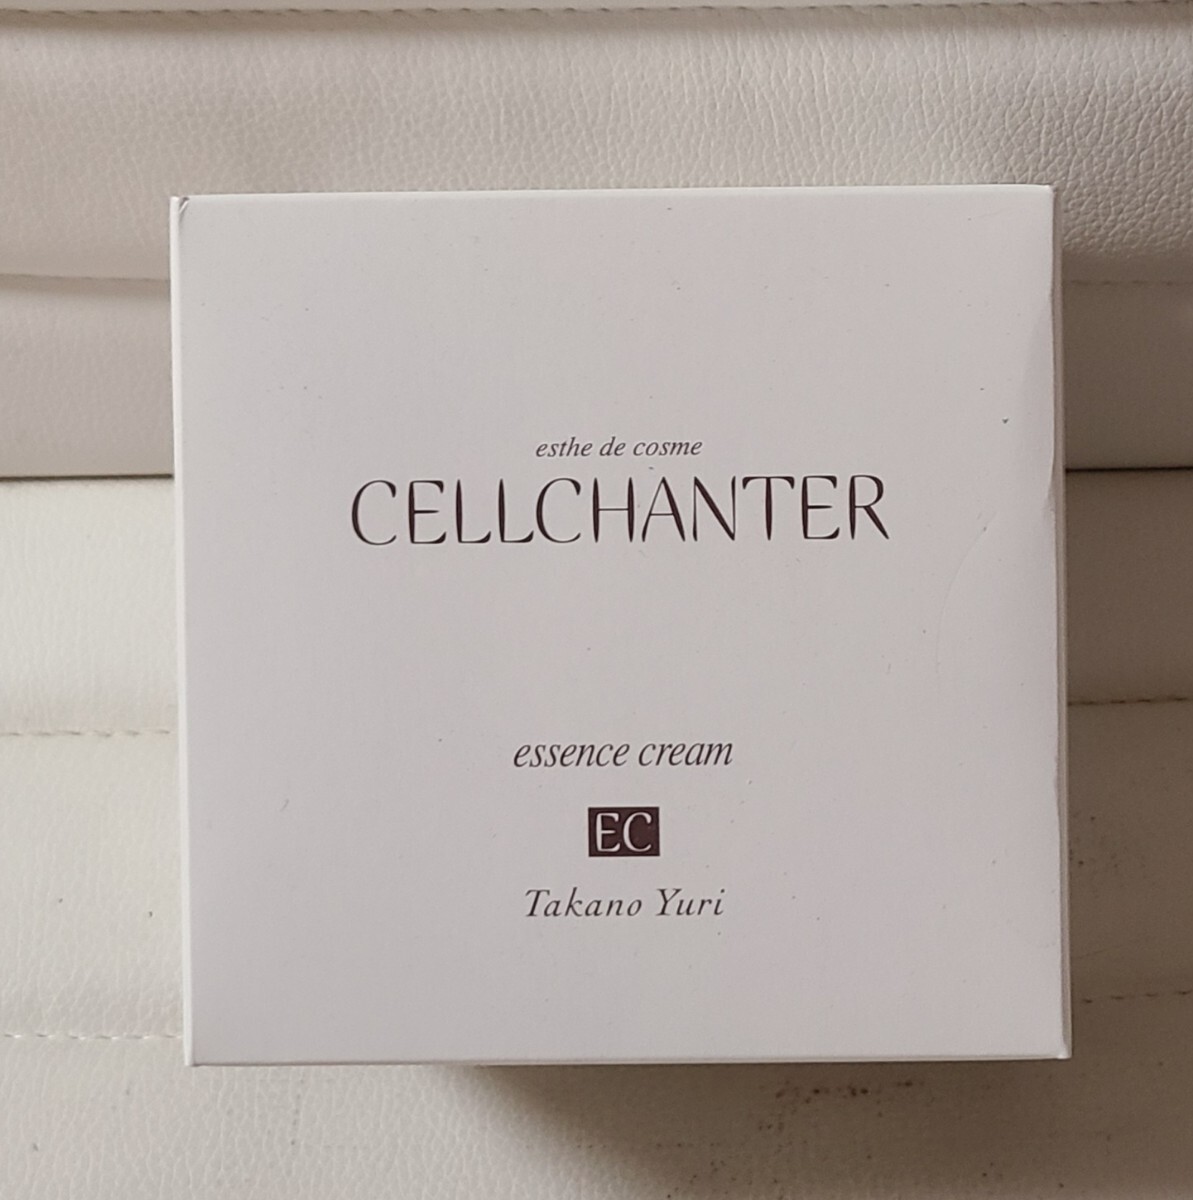 esthe de cosme
CELLCHANTER
essence cream
EC
Takano Yuri